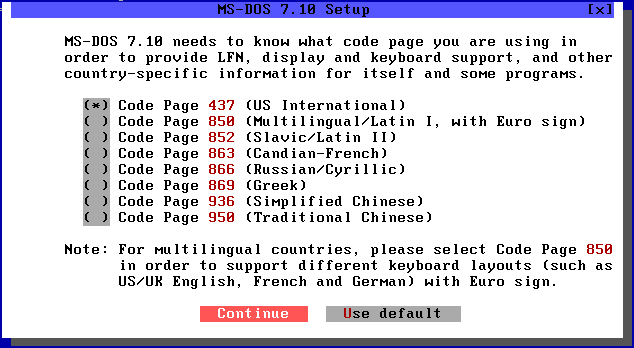 MS-DOS 7.10 Setup [x]
MS-DOS 7.10 needs to know what code page you are using in
order to provide LFN, display and keyboard support, and other
country-specific information for itself and some programs.
(*) Code Page 437 (US International)
( ) Code Page 850 (Multilingual/Latin I, with Euro sign)
( ) Code Page 852 (Slavic/Latin II)
( ) Code Page 863 (Candian-French)
( ) Code Page 866 (Russian/Cyrillic)
( ) Code Page 869 (Greek)
( ) Code Page 936 (Simplified Chinese)
( ) Code Page 950 (Traditional Chinese)
Note: For multilingual countries, please select Code Page 850
in order to support different keyboard layouts (such as
US/UK English, French and German) with Euro sign.
Continue Use default